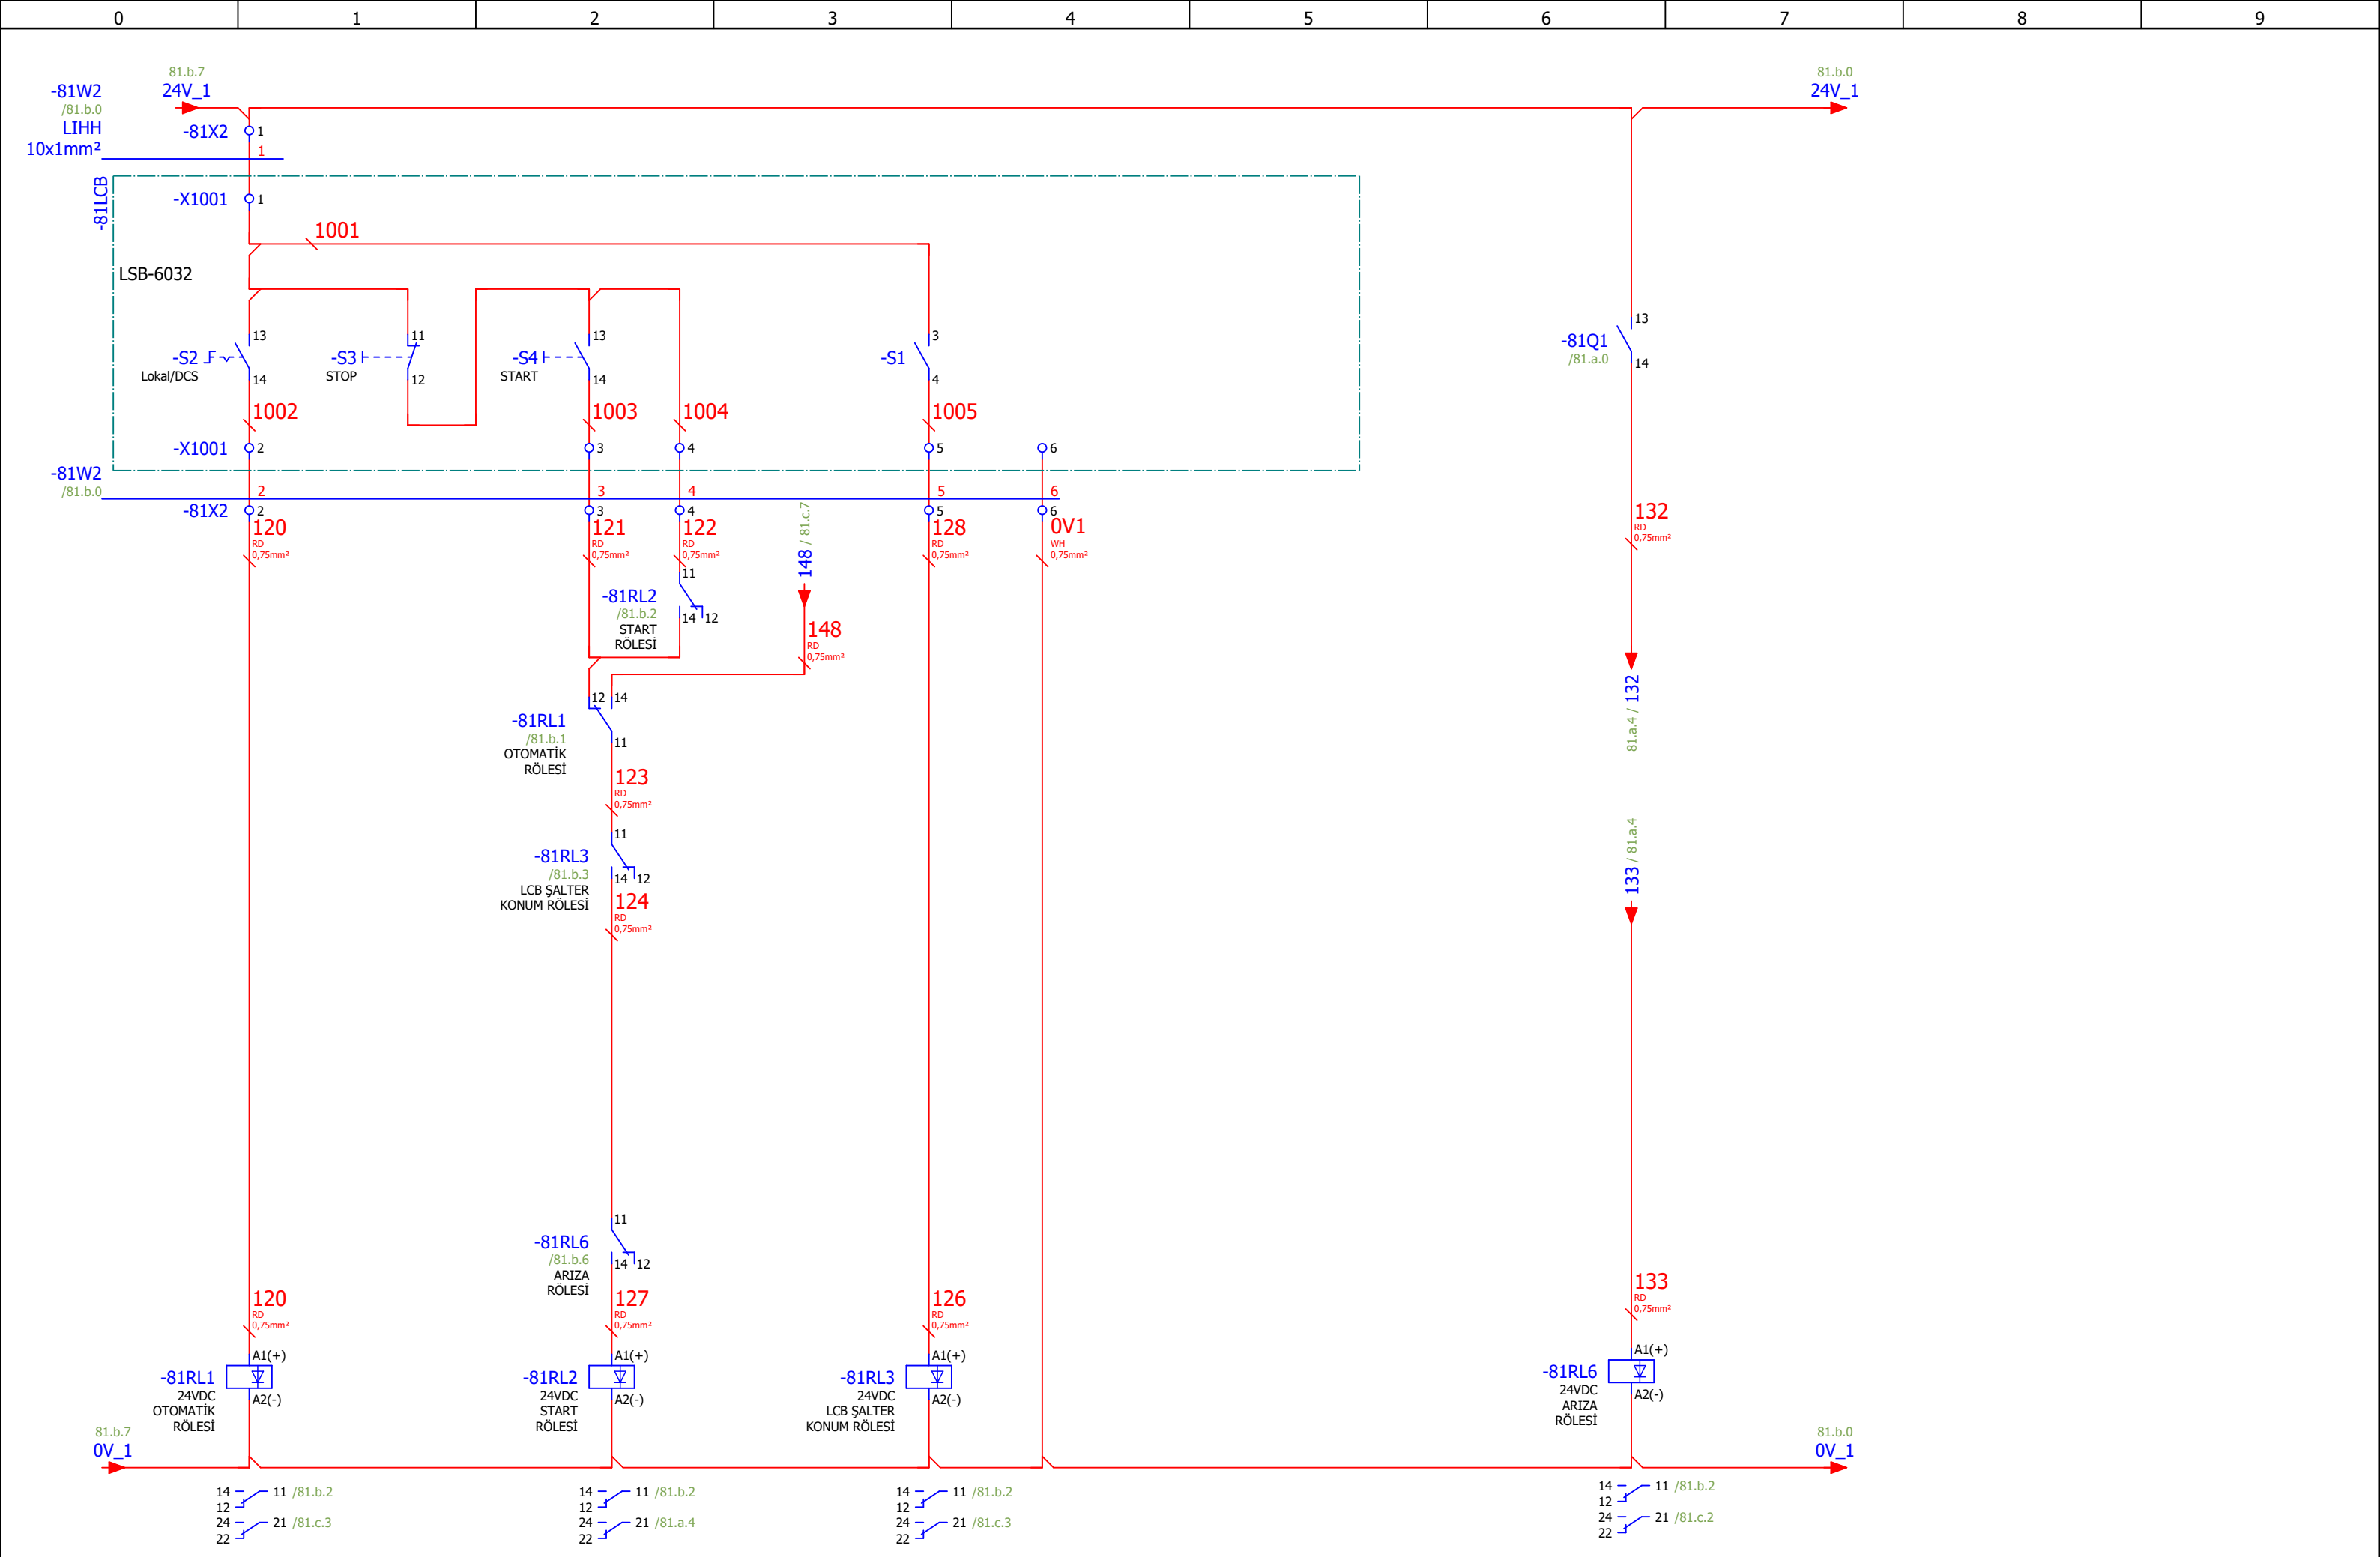 0 1 2 3 4 5 6 7 8 9
81.b.7
24V_1
81.b.0
24V_1
-81W2
/81.b.0
LIHH
10x1mm²
-81X2 1
1
-81LCB
-X1001 1
1001
LSB-6032
13
-S2
Lokal/DCS
14
11
-S3
STOP
12
13
-S4
START
14
3
-S1
4
13
-81Q1
/81.a.0
14
1002
1003
1004
1005
-X1001 2 3 4 5 6
-81W2
/81.b.0
2 3 4 5 6
-81X2 2 3 4 5 6
120
RD
0,75mm²
121
RD
0,75mm²
122
RD
0,75mm²
148 / 81.c.7
128
RD
0,75mm²
0V1
WH
0,75mm²
132
RD
0,75mm²
11
-81RL2
/81.b.2
START
RÖLESİ
14 12
148
RD
0,75mm²
81.a.4 / 132
12 14
-81RL1
/81.b.1
OTOMATİK
RÖLESİ
11
123
RD
0,75mm²
11
-81RL3
/81.b.3
LCB ŞALTER
KONUM RÖLESİ
14 12
124
RD
0,75mm²
133 / 81.a.4
11
-81RL6
/81.b.6
ARIZA
RÖLESİ
14 12
120
RD
0,75mm²
127
RD
0,75mm²
126
RD
0,75mm²
133
RD
0,75mm²
A1(+)
-81RL1
24VDC
OTOMATİK
RÖLESİ
A2(-)
A1(+)
-81RL2
24VDC
START
RÖLESİ
A2(-)
A1(+)
-81RL3
24VDC
LCB ŞALTER
KONUM RÖLESİ
A2(-)
A1(+)
-81RL6
24VDC
ARIZA
RÖLESİ
A2(-)
81.b.7
0V_1
81.b.0
0V_1
14 11 /81.b.2
12
24 21 /81.c.3
22
14 11 /81.b.2
12
24 21 /81.a.4
22
14 11 /81.b.2
12
24 21 /81.c.3
22
14 11 /81.b.2
12
24 21 /81.c.2
22